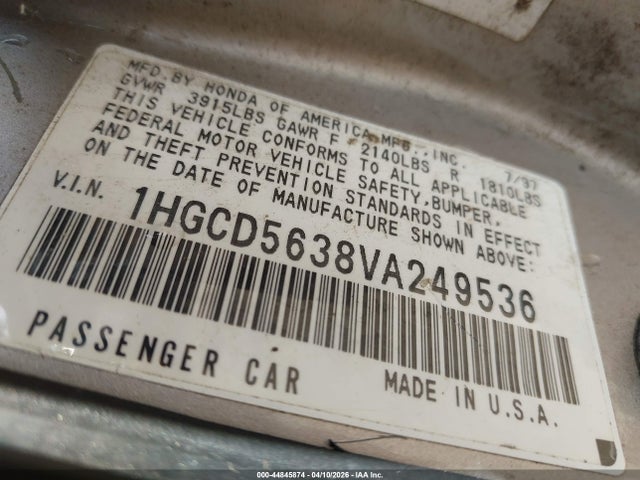 MFD. BY HONDA OF AMERICA MFG., INC. 7/97
GVWR 3915LBS GAWR F 2140LBS R 1810LBS
THIS VEHICLE CONFORMS TO ALL APPLICABLE
FEDERAL MOTOR VEHICLE SAFETY, BUMPER,
AND THEFT PREVENTION STANDARDS IN EFFECT
ON THE DATE OF MANUFACTURE SHOWN ABOVE:
V.I.N. 1HGCD5638VA249536
PASSENGER CAR MADE IN U.S.A.
000-44845874 - 04/10/2026 - IAA Inc.